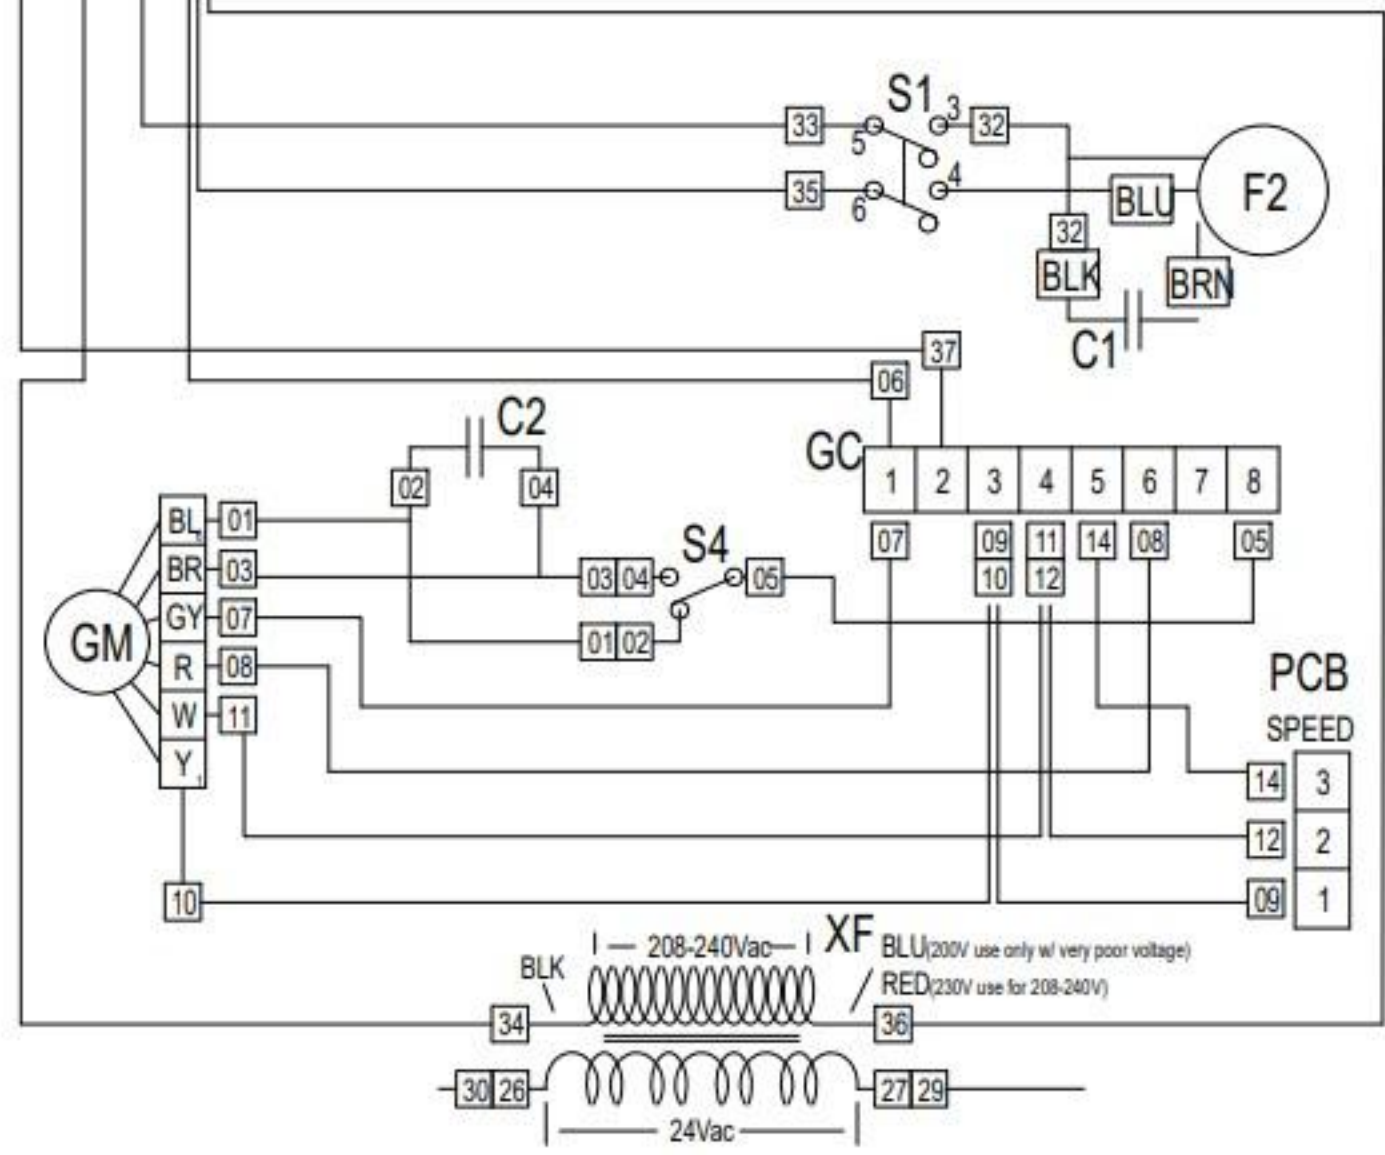 S1
33 5 3 32
35 6 4 BLU F2
32
BLK BRN
C1
37
06
C2
GC 1 2 3 4 5 6 7 8
02 04
BL 01
S4
07 09 11 14 08 05
BR 03
03 04 05
10 12
GY 07
GM
01 02
R 08
PCB
W 11
SPEED
Y 1
14 3
12 2
10
09 1
208-240Vac XF BLU(200V use only w/ very poor voltage)
BLK
RED(230V use for 208-240V)
34 36
30 26 27 29
24Vac